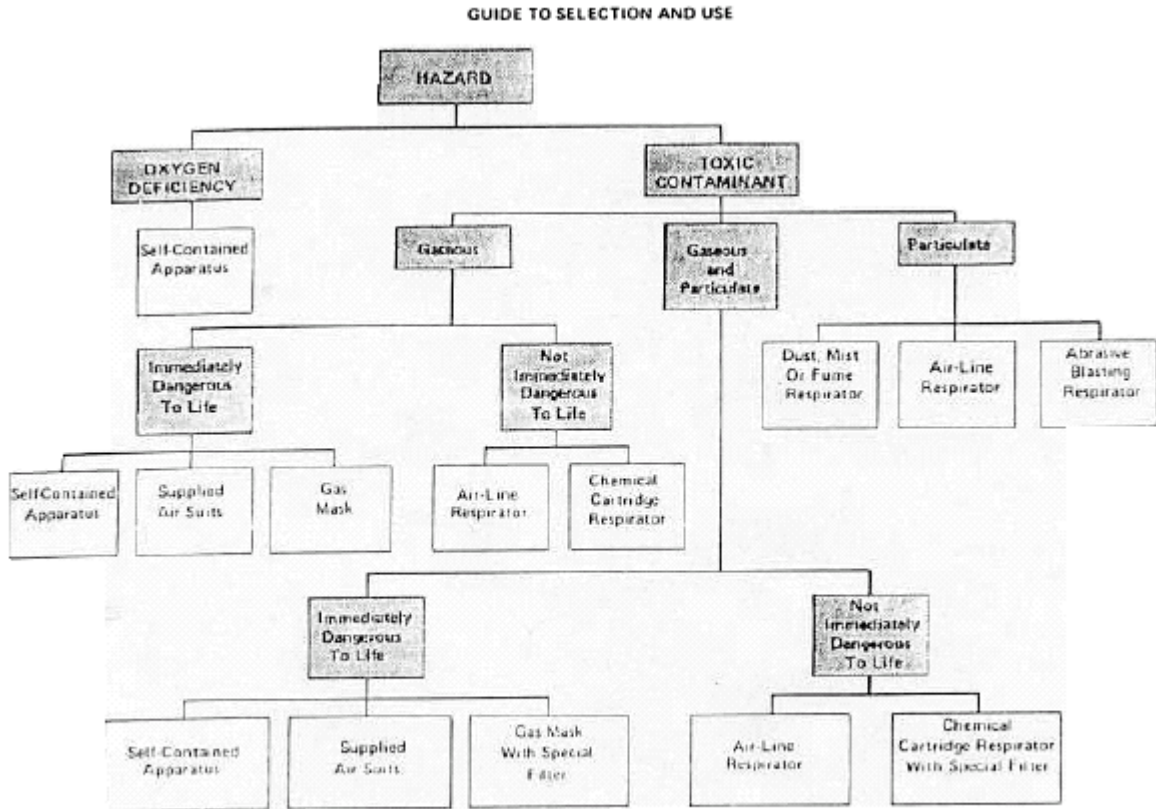 GUIDE TO SELECTION AND USE
HAZARD
OXYGEN
DEFICIENCY
TOXIC
CONTAMINANT
Self-Contained
Apparatus
Gaseous
Gaseous
and
Particulate
Particulate
Immediately
Dangerous
To Life
Not
Immediately
Dangerous
To Life
Dust, Mist
Or Fume
Respirator
Air-Line
Respirator
Abrasive
Blasting
Respirator
Self-Contained
Apparatus
Supplied
Air Suits
Gas
Mask
Air-Line
Respirator
Chemical
Cartridge
Respirator
Immediately
Dangerous
To Life
Not
Immediately
Dangerous
To Life
Self-Contained
Apparatus
Supplied
Air Suits
Gas Mask
With Special
Filter
Air-Line
Respirator
Chemical
Cartridge Respirator
With Special Filter